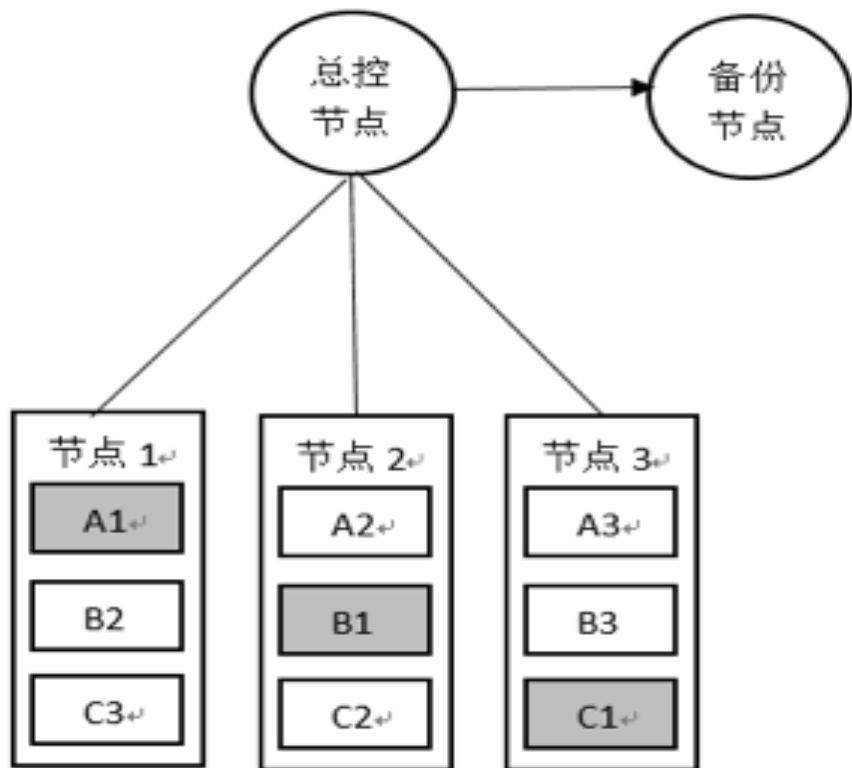 总控
节点
备份
节点
节点 1↵
A1↵
B2
C3↵
节点 2↵
A2↵
B1
C2↵
节点 3↵
A3↵
B3
C1↵